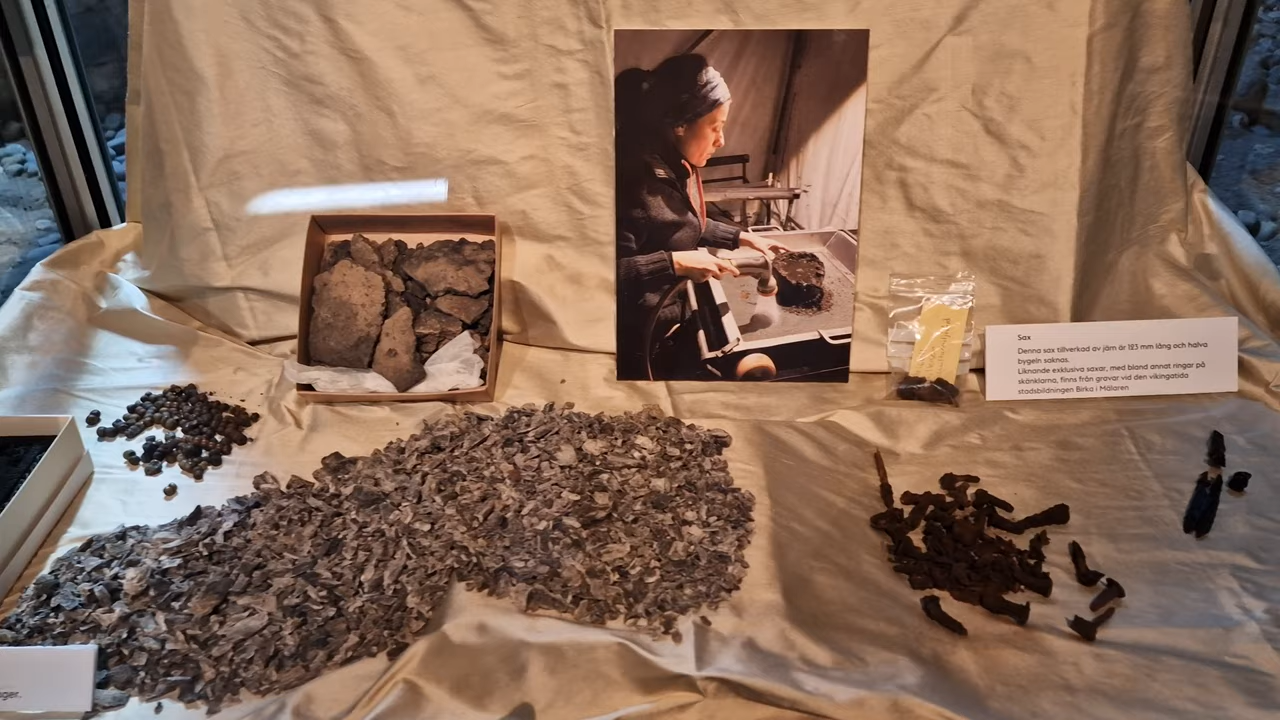 Sax
Denna sax tillverkad av järn är 123 mm lång och halva
bygeln saknas.
Liknande exklusiva saxar, med bland annat ringar på
skänklarna, finns från gravar vid den vikingatida
stadsbildningen Birka i Mälaren